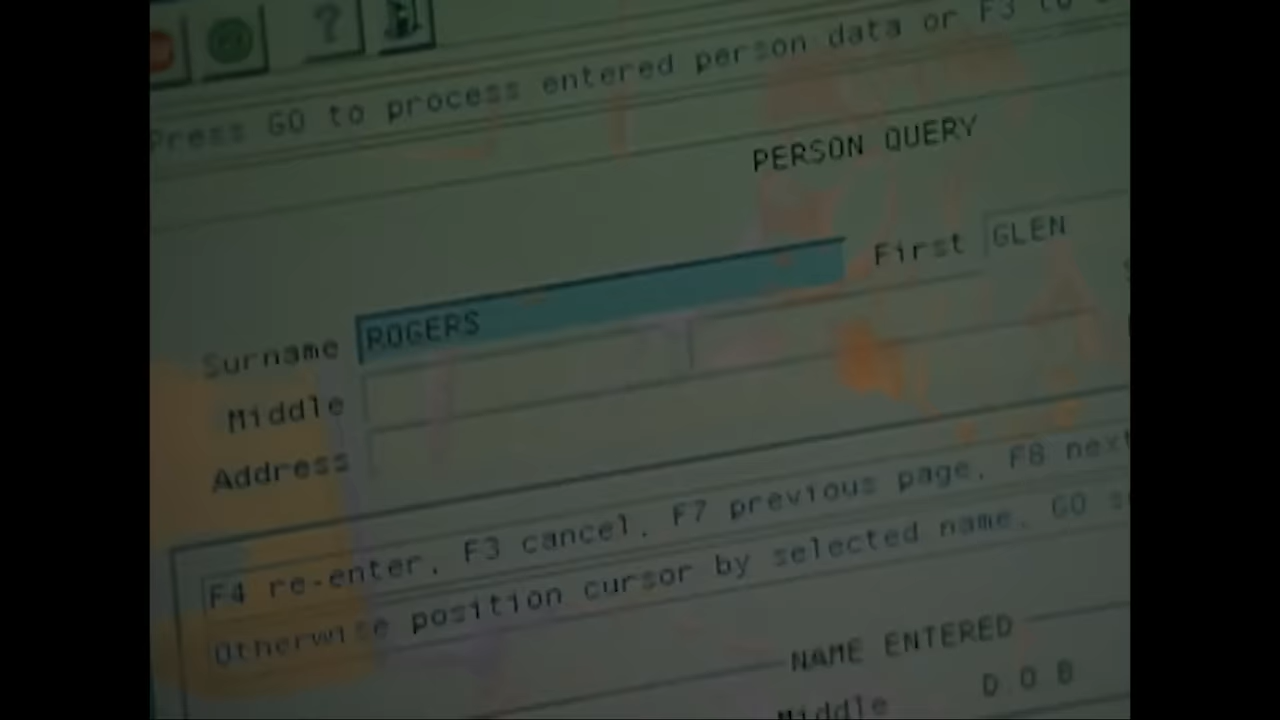 ?
Press GO to process entered person data or F3 to
PERSON QUERY
Surname ROGERS First GLEN
Middle
Address
F4 re-enter, F3 cancel, F7 previous page, F8 next
Otherwise position cursor by selected name, GO
NAME ENTERED
Middle D O B